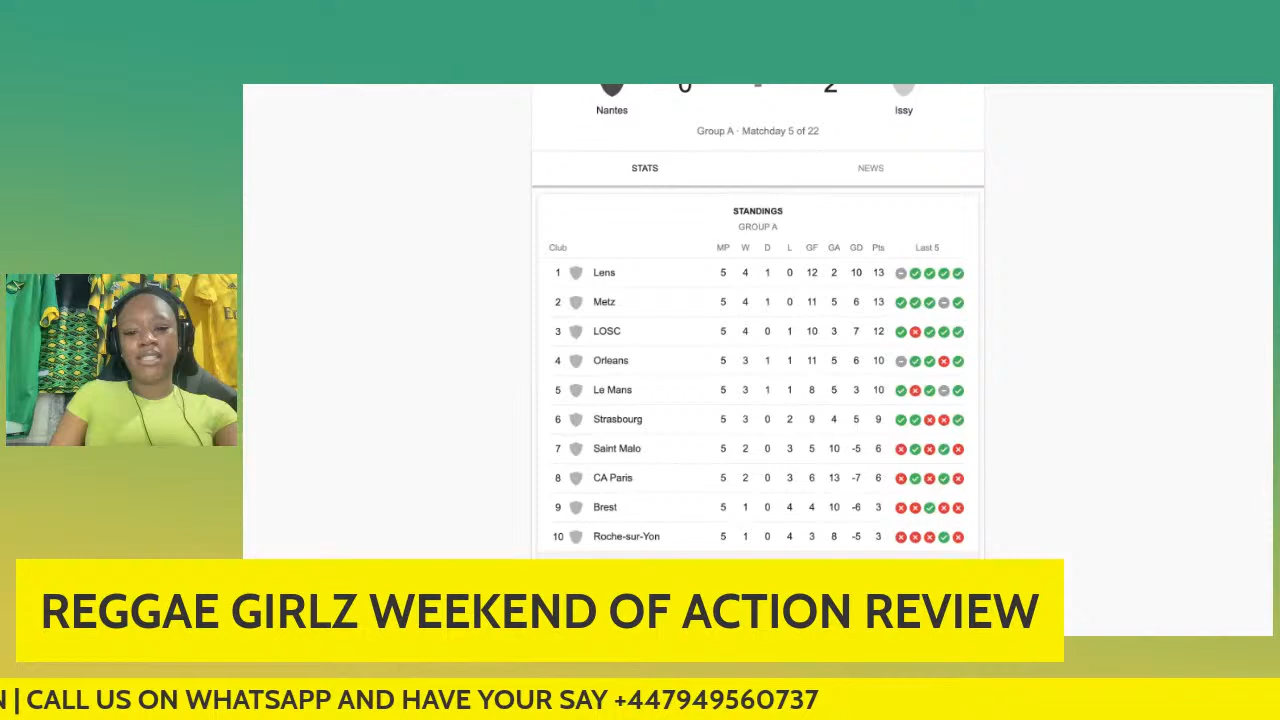 0 - 2
Nantes Issy
Group A · Matchday 5 of 22
STATS NEWS
STANDINGS
GROUP A
Club MP W D L GF GA GD Pts Last 5
1 Lens 5 4 1 0 12 2 10 13
2 Metz 5 4 1 0 11 5 6 13
3 LOSC 5 4 0 1 10 3 7 12
4 Orleans 5 3 1 1 11 5 6 10
5 Le Mans 5 3 1 1 8 5 3 10
6 Strasbourg 5 3 0 2 9 4 5 9
7 Saint Malo 5 2 0 3 5 10 -5 6
8 CA Paris 5 2 0 3 6 13 -7 6
9 Brest 5 1 0 4 4 10 -6 3
10 Roche-sur-Yon 5 1 0 4 3 8 -5 3
REGGAE GIRLZ WEEKEND OF ACTION REVIEW
N | CALL US ON WHATSAPP AND HAVE YOUR SAY +447949560737